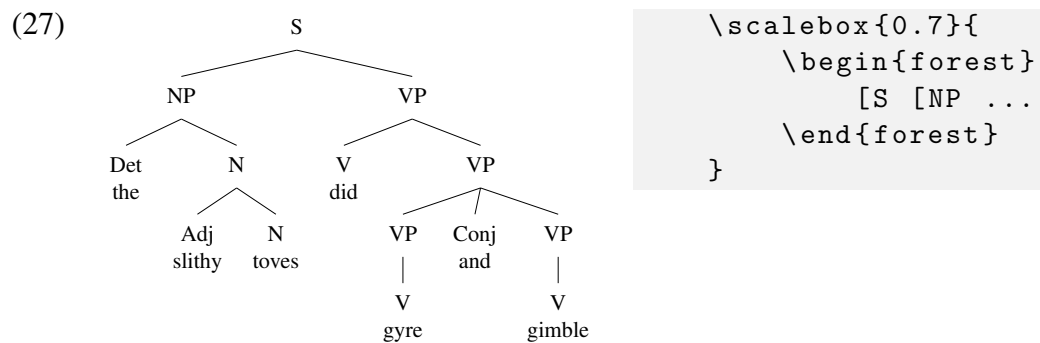 (27)
S
NP VP
Det N V VP
the did
Adj N VP Conj VP
slithy toves and
V V
gyre gimble
\scalebox{0.7}{
\begin{forest}
[S [NP ...
\end{forest}
}